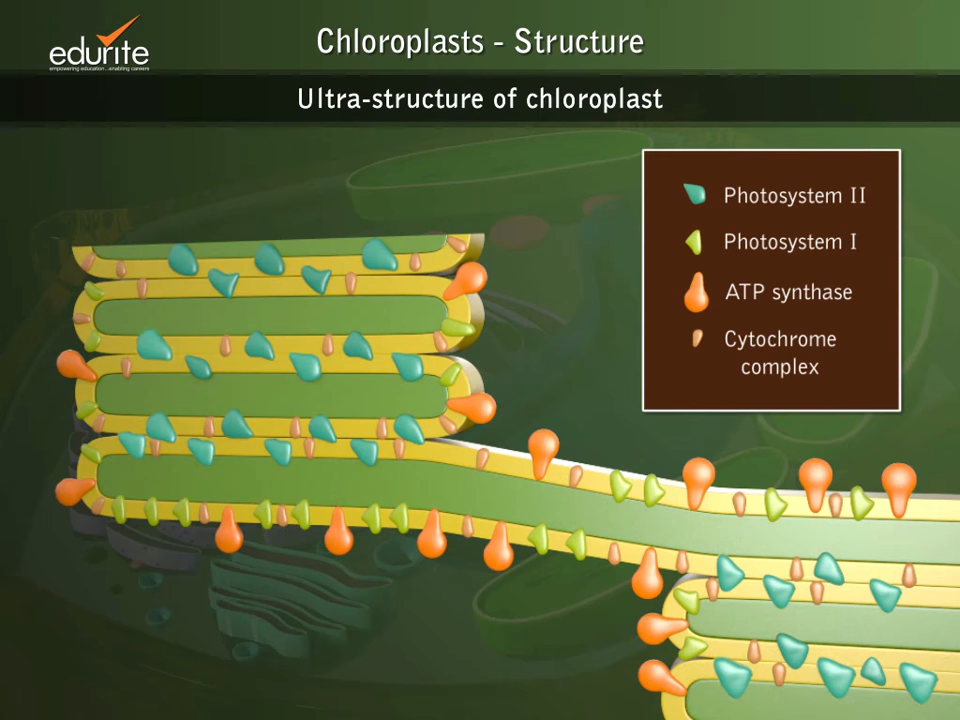 edurite
empowering education...enabling careers
Chloroplasts - Structure
Ultra-structure of chloroplast
Photosystem II
Photosystem I
ATP synthase
Cytochrome
complex